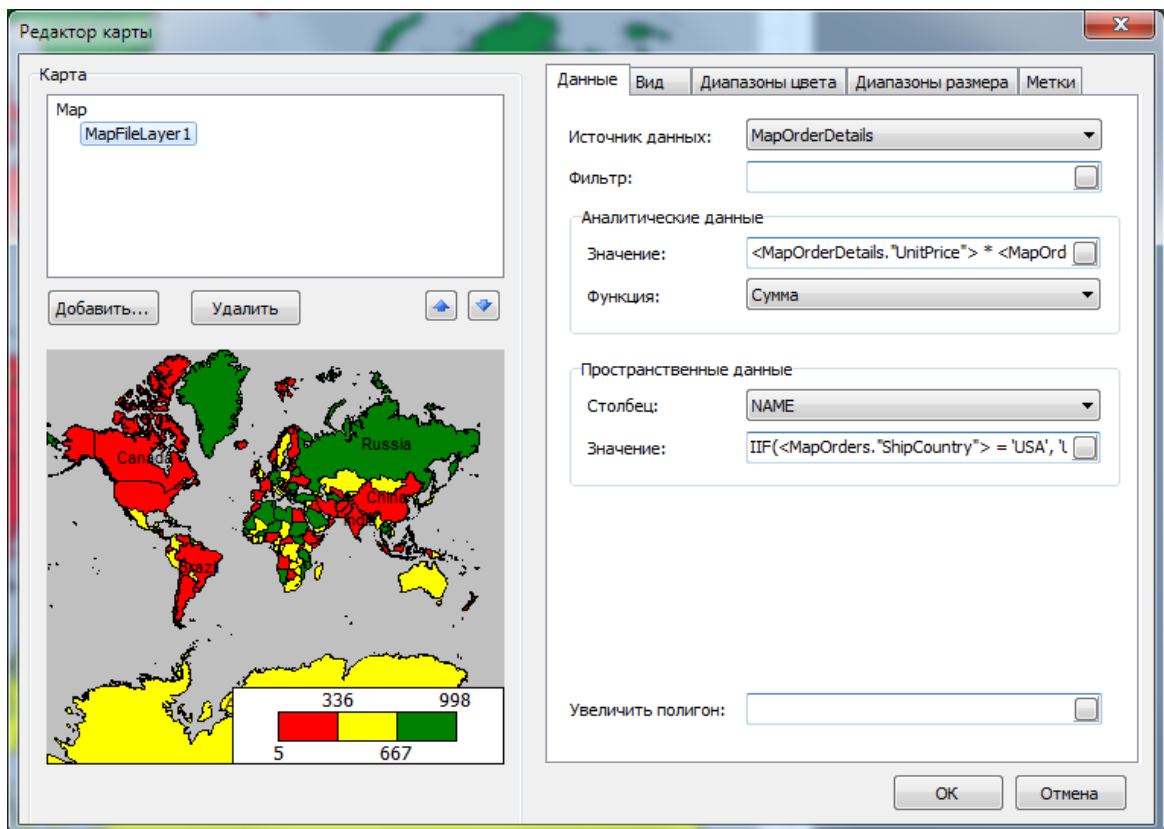 Редактор карты
Карта
Map
MapFileLayer1
Добавить...
Удалить
Canada
Russia
China
India
Brazil
336
998
5
667
Данные
Вид
Диапазоны цвета
Диапазоны размера
Метки
Источник данных:
MapOrderDetails
Фильтр:
Аналитические данные
Значение:
<MapOrderDetails."UnitPrice"> * <MapOrd
Функция:
Сумма
Пространственные данные
Столбец:
NAME
Значение:
IIF(<MapOrders."ShipCountry"> = 'USA', 'U
Увеличить полигон:
OK
Отмена